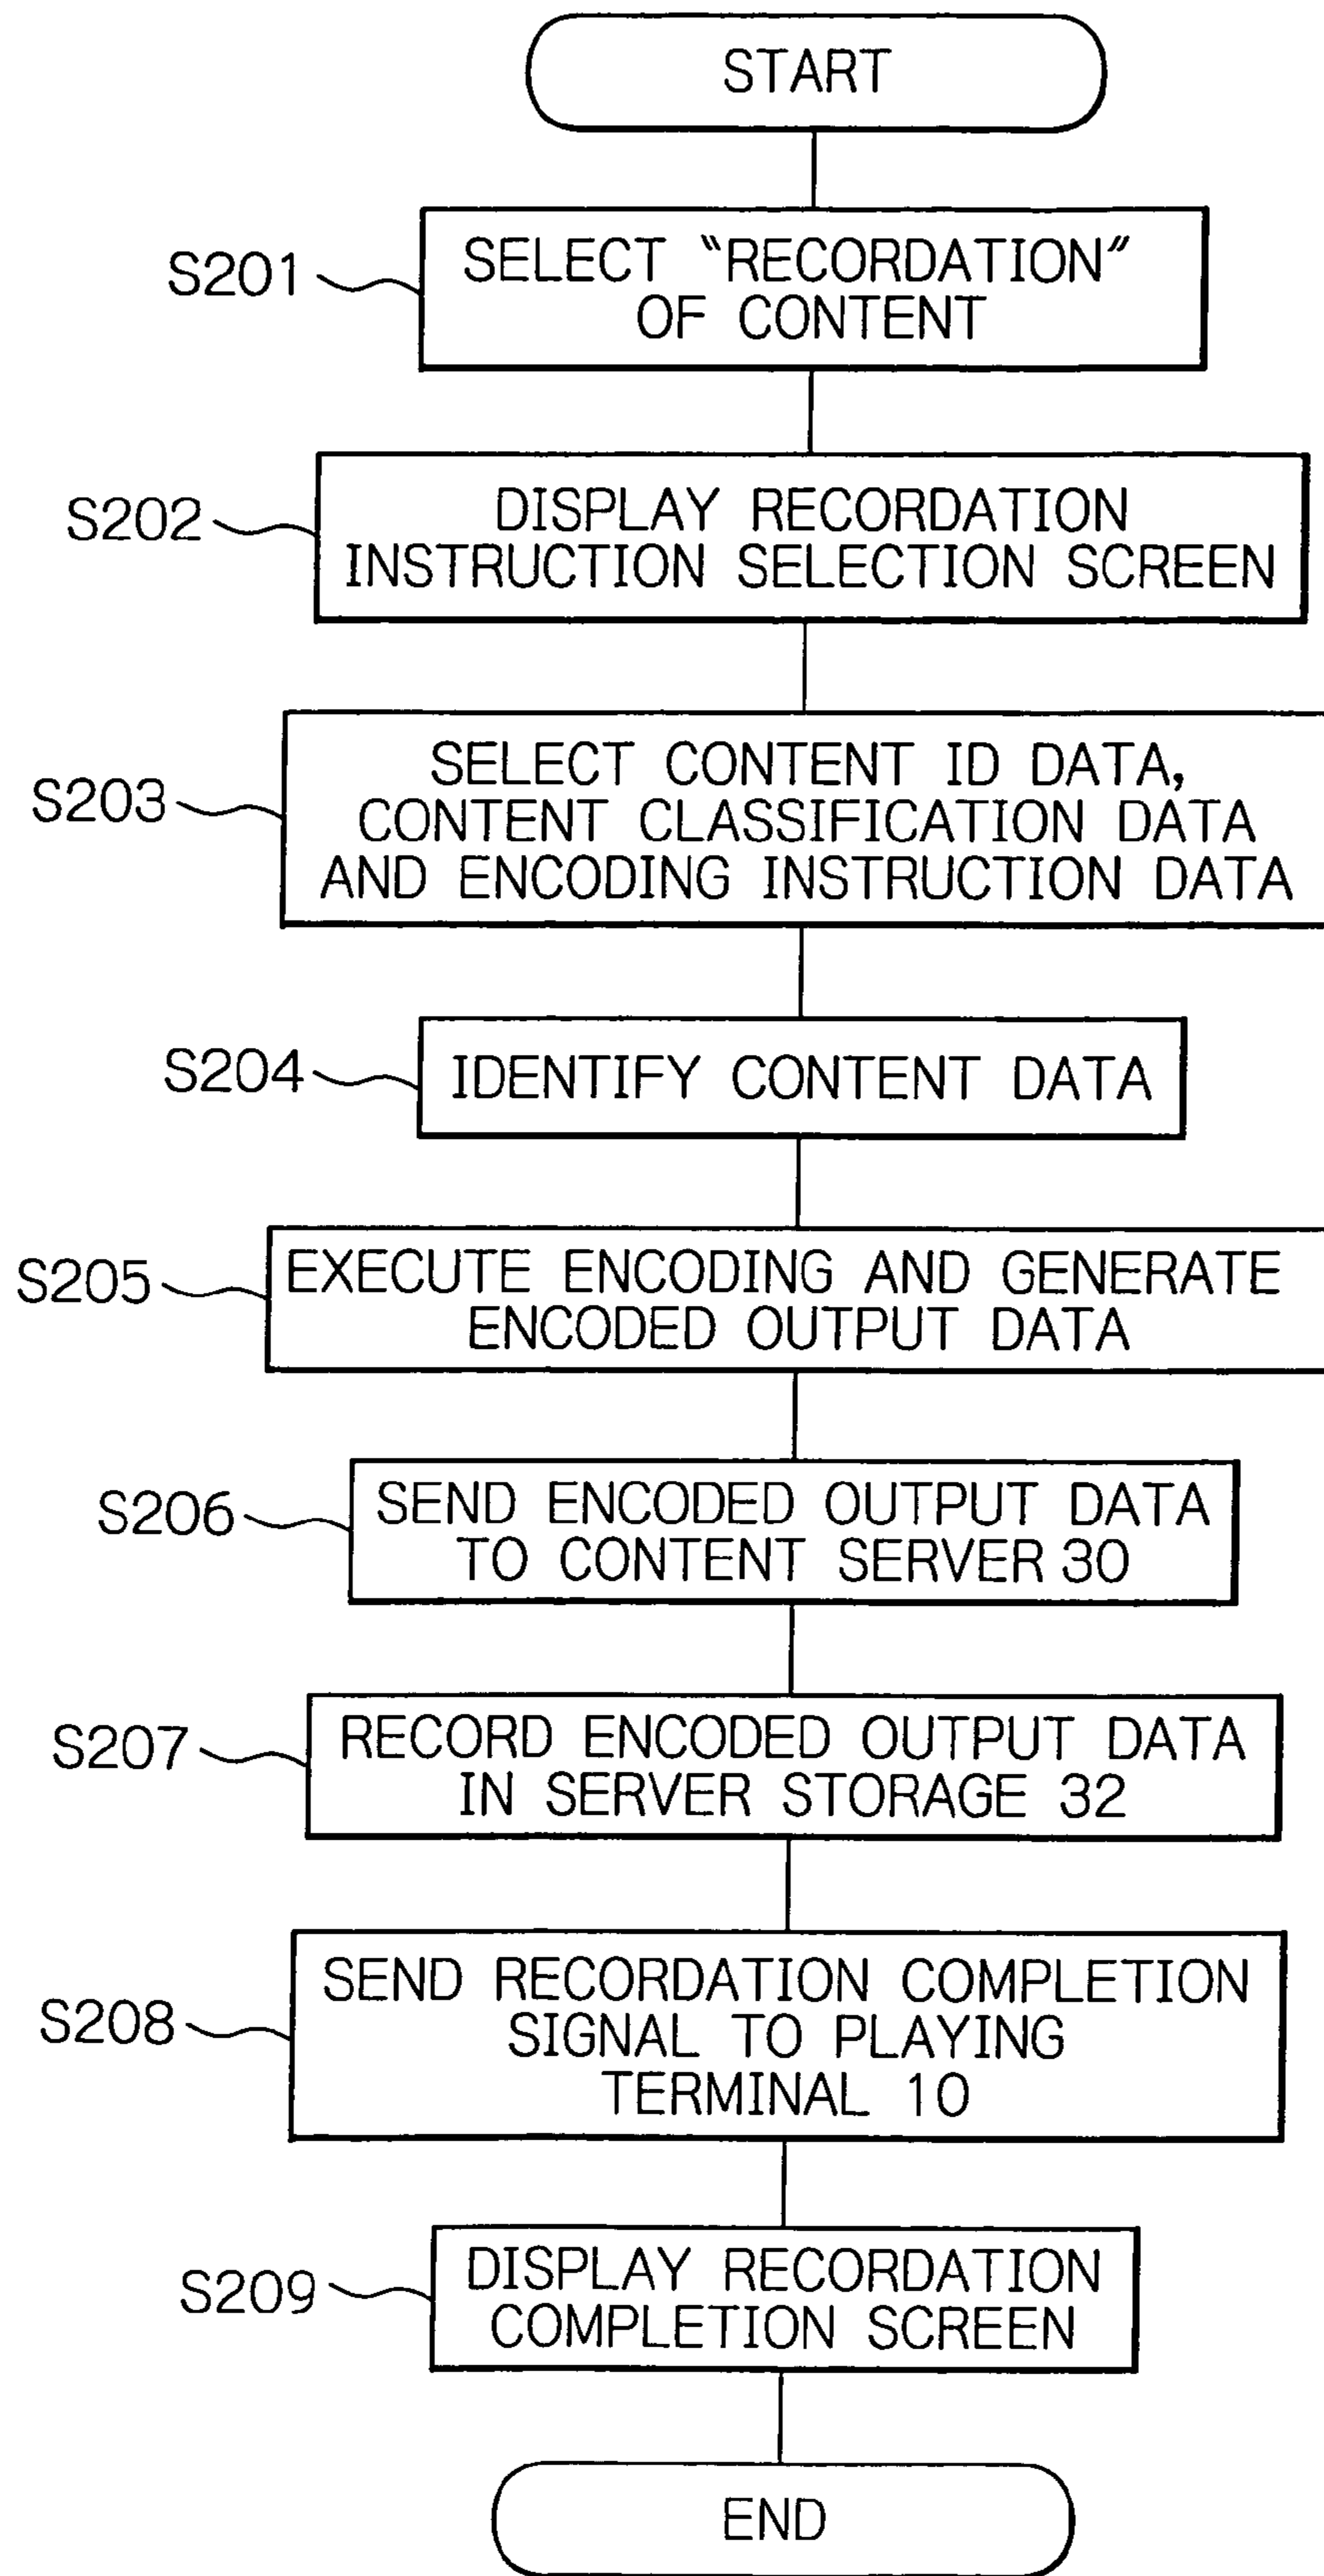 START
S201
SELECT "RECORDATION"
OF CONTENT
S202
DISPLAY RECORDATION
INSTRUCTION SELECTION SCREEN
S203
SELECT CONTENT ID DATA,
CONTENT CLASSIFICATION DATA
AND ENCODING INSTRUCTION DATA
S204
IDENTIFY CONTENT DATA
S205
EXECUTE ENCODING AND GENERATE
ENCODED OUTPUT DATA
S206
SEND ENCODED OUTPUT DATA
TO CONTENT SERVER 30
S207
RECORD ENCODED OUTPUT DATA
IN SERVER STORAGE 32
S208
SEND RECORDATION COMPLETION
SIGNAL TO PLAYING
TERMINAL 10
S209
DISPLAY RECORDATION
COMPLETION SCREEN
END